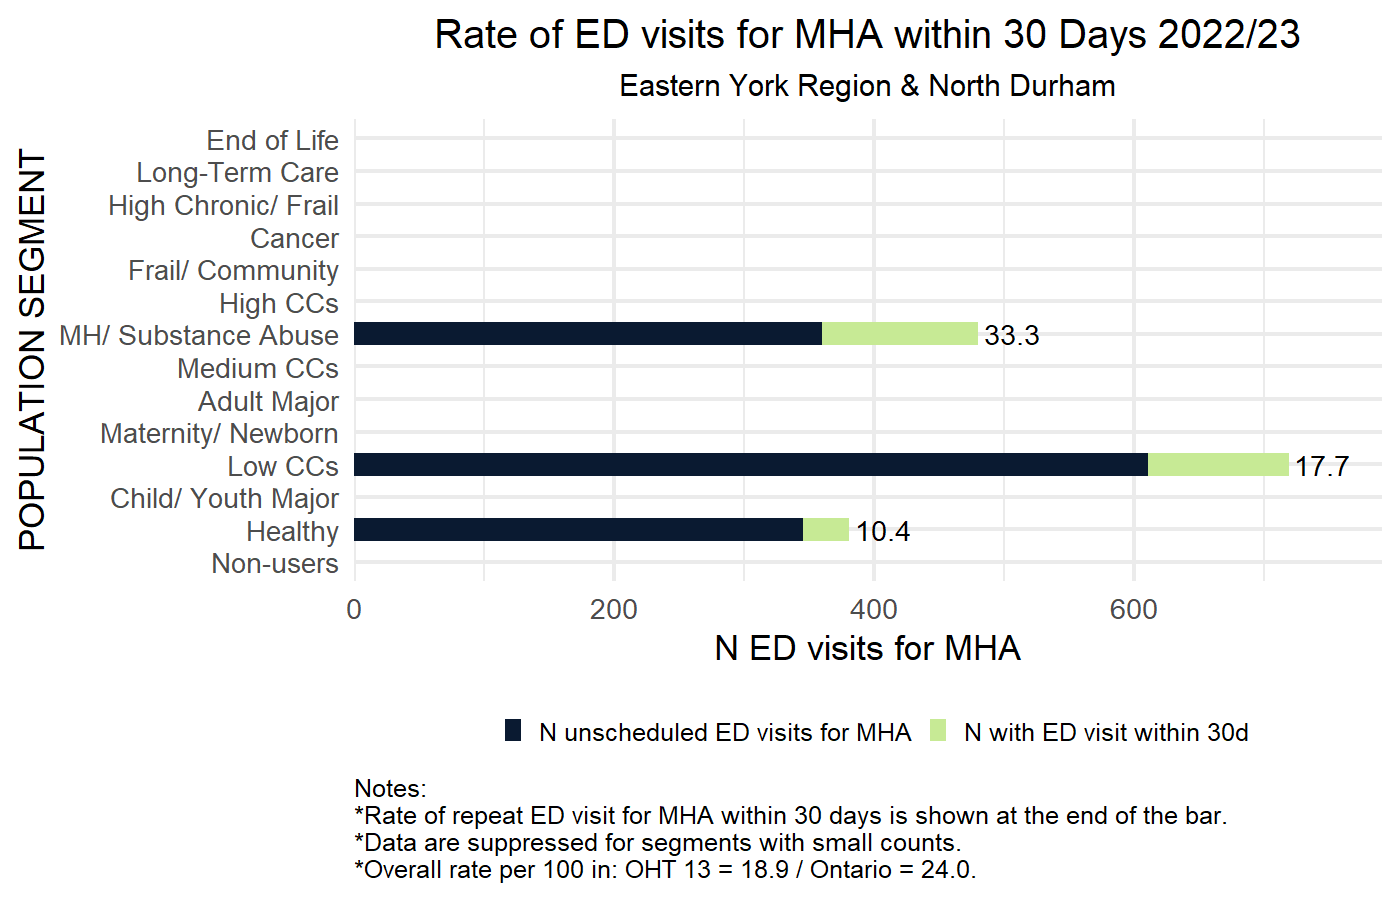 Rate of ED visits for MHA within 30 Days 2022/23
Eastern York Region & North Durham
POPULATION SEGMENT
End of Life
Long-Term Care
High Chronic/ Frail
Cancer
Frail/ Community
High CCs
MH/ Substance Abuse 33.3
Medium CCs
Adult Major
Maternity/ Newborn
Low CCs 17.7
Child/ Youth Major
Healthy 10.4
Non-users
0 200 400 600
N ED visits for MHA
N unscheduled ED visits for MHA N with ED visit within 30d
Notes:
*Rate of repeat ED visit for MHA within 30 days is shown at the end of the bar.
*Data are suppressed for segments with small counts.
*Overall rate per 100 in: OHT 13 = 18.9 / Ontario = 24.0.